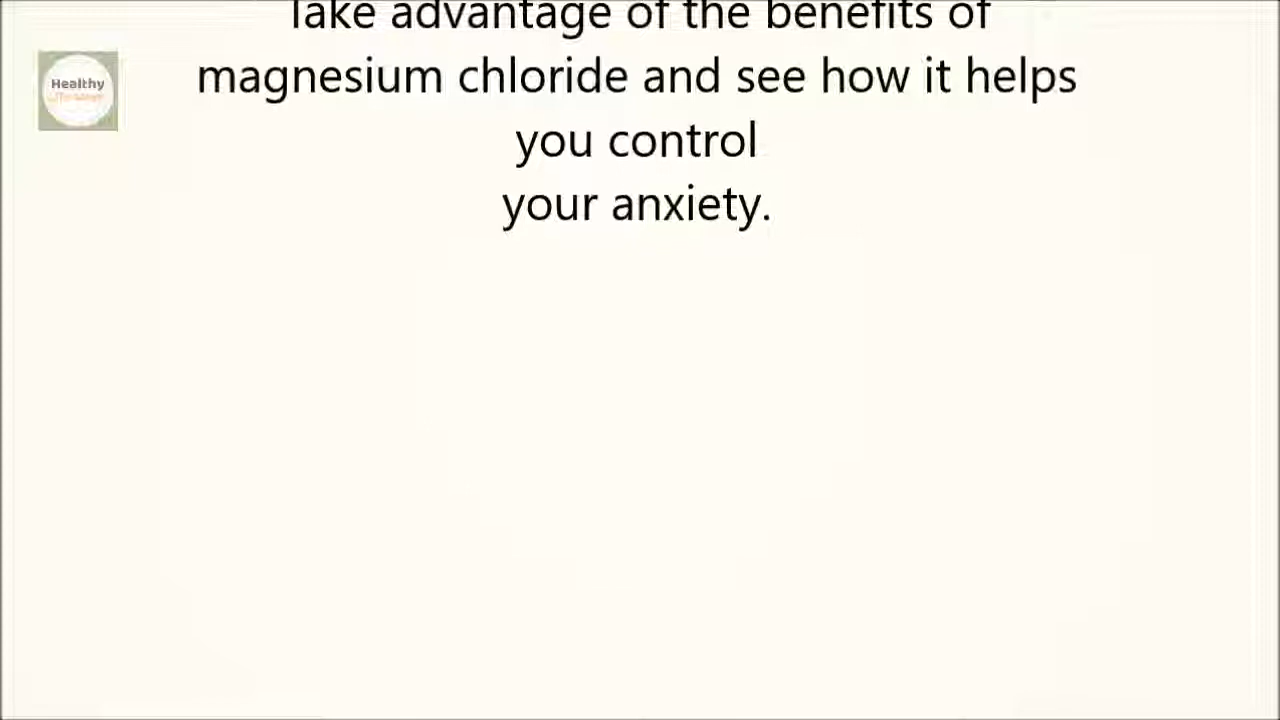 Take advantage of the benefits of
magnesium chloride and see how it helps
you control
your anxiety.
Healthy